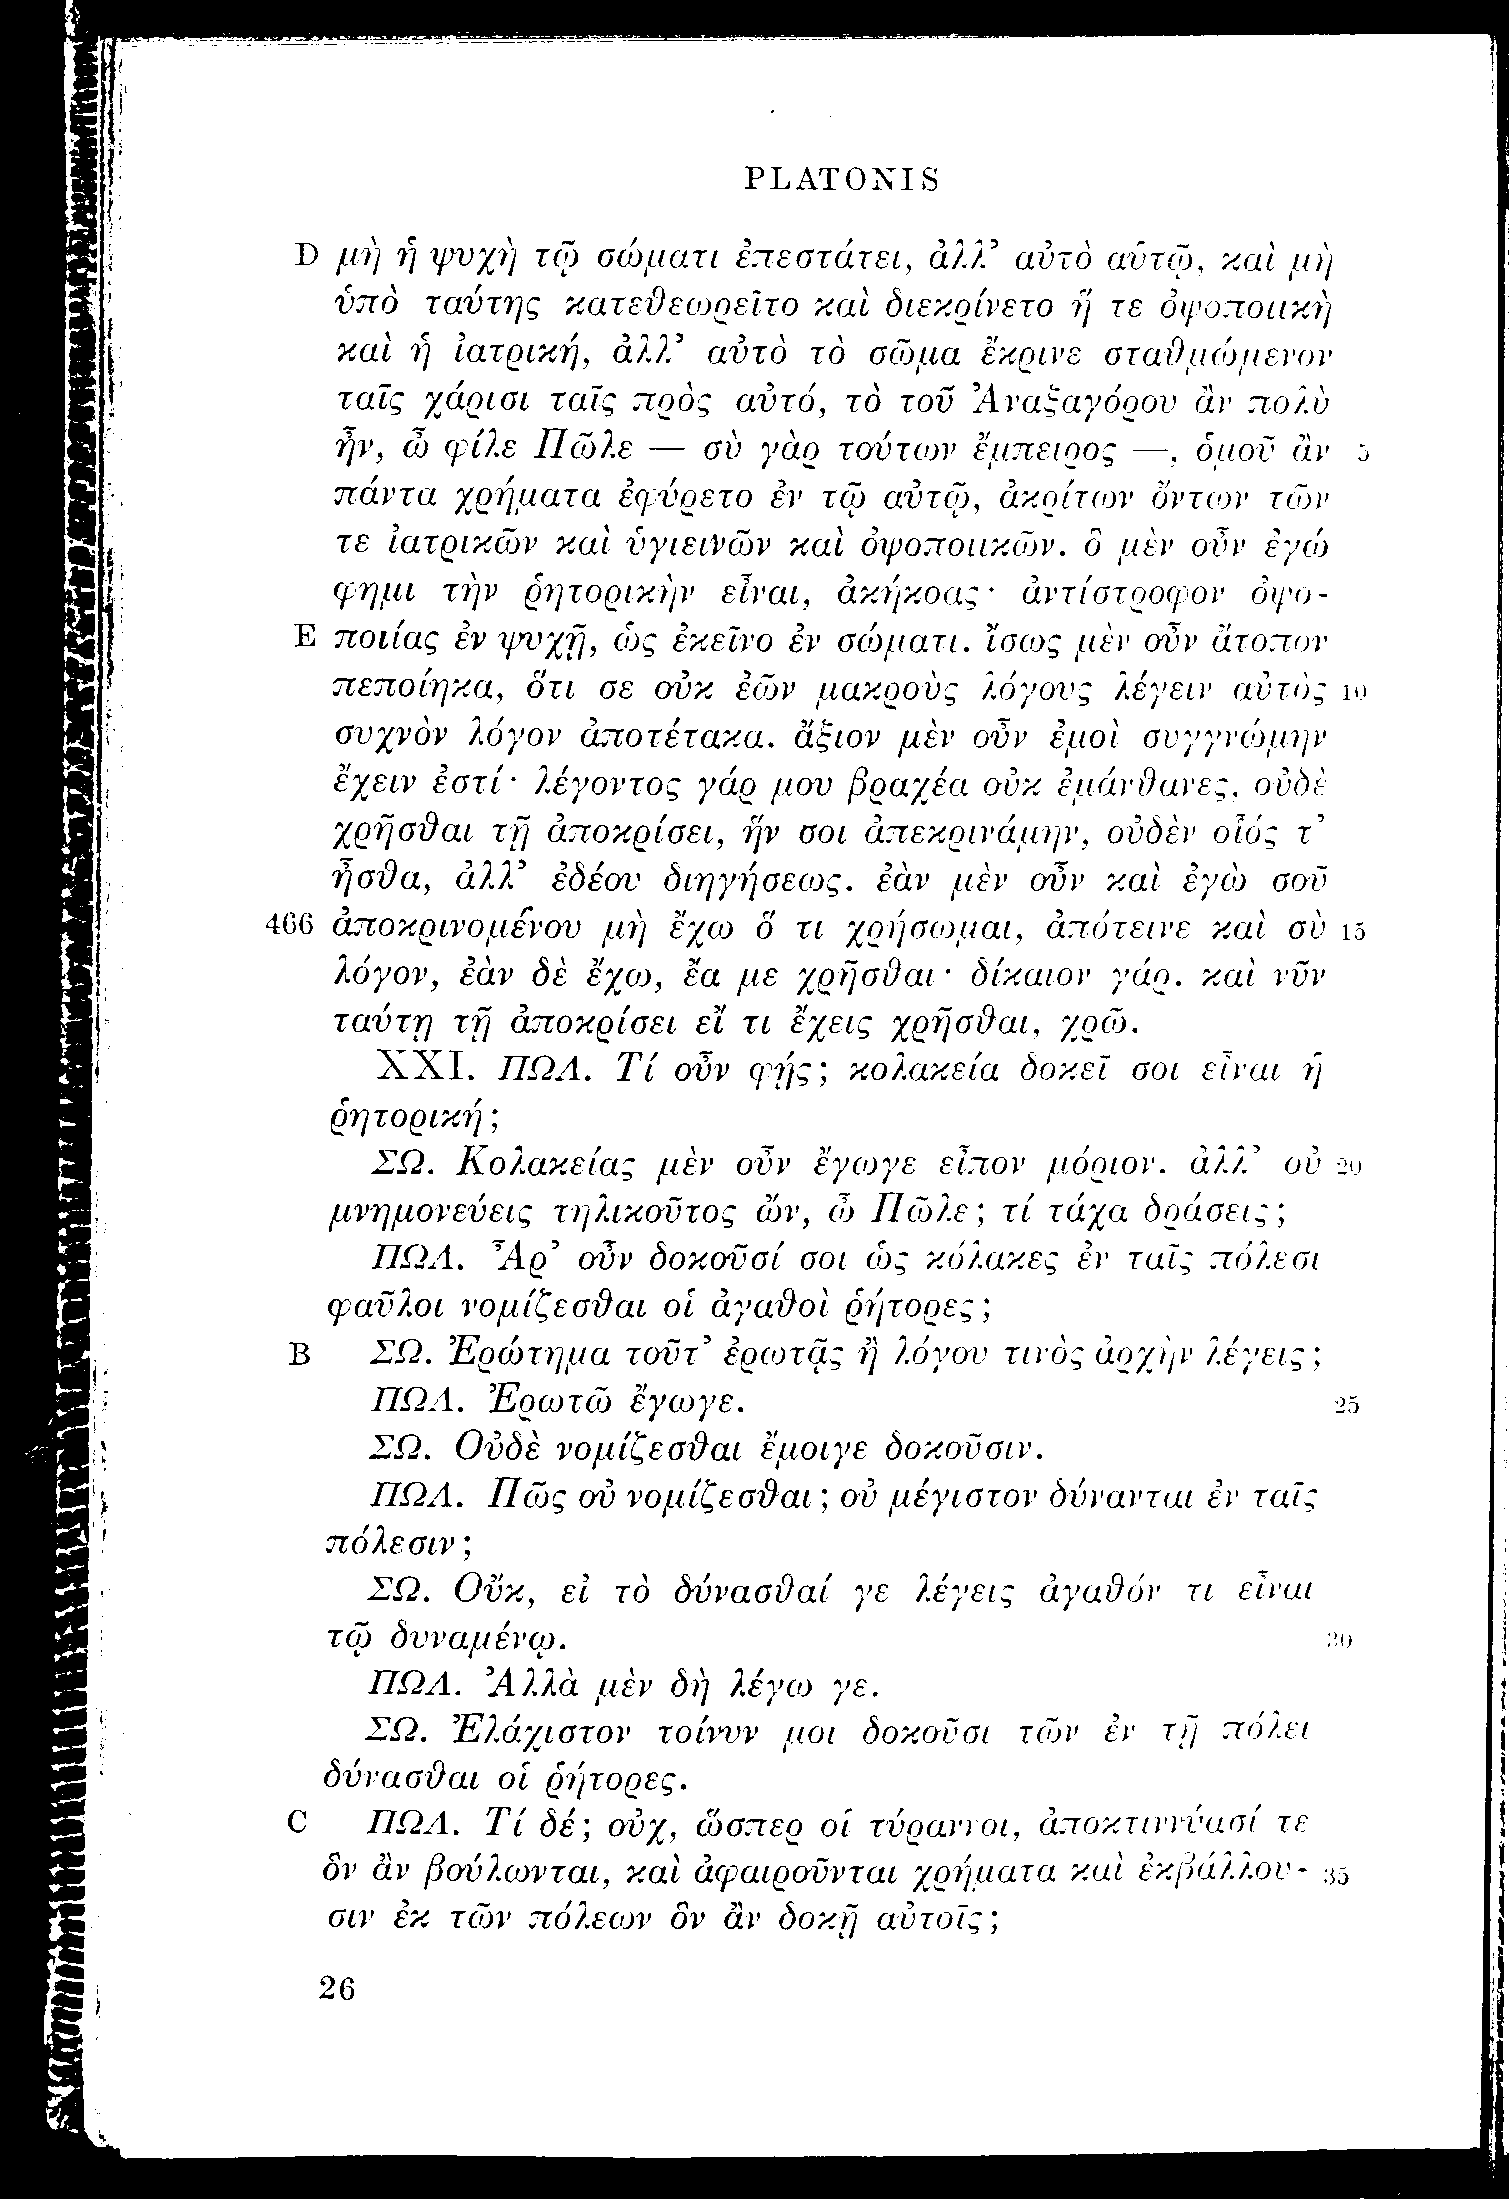 PLATONIS
D μὴ ἡ ψυχὴ τῷ σώματι ἐπεστάτει, ἀλλ’ αὐτὸ αὑτῷ, καὶ μὴ
ὑπὸ ταύτης κατεθεωρεῖτο καὶ διεκρίνετο ἥ τε ὀψοποιικὴ
καὶ ἡ ἰατρική, ἀλλ’ αὐτὸ τὸ σῶμα ἔκρινε σταθμώμενον
ταῖς χάρισι ταῖς πρὸς αὐτό, τὸ τοῦ Ἀναξαγόρου ἂν πολὺ
ἦν, ὦ φίλε Πῶλε — σὺ γὰρ τούτων ἔμπειρος —, ὁμοῦ ἂν 5
πάντα χρήματα ἐφύρετο ἐν τῷ αὐτῷ, ἀκρίτων ὄντων τῶν
τε ἰατρικῶν καὶ ὑγιεινῶν καὶ ὀψοποιικῶν. ὃ μὲν οὖν ἐγώ
φημι τὴν ῥητορικὴν εἶναι, ἀκήκοας· ἀντίστροφον ὀψο-
E ποιίας ἐν ψυχῇ, ὡς ἐκεῖνο ἐν σώματι. ἴσως μὲν οὖν ἄτοπον
πεποίηκα, ὅτι σε οὐκ ἐῶν μακροὺς λόγους λέγειν αὐτὸς 10
συχνὸν λόγον ἀποτέτακα. ἄξιον μὲν οὖν ἐμοὶ συγγνώμην
ἔχειν ἐστί· λέγοντος γάρ μου βραχέα οὐκ ἐμάνθανες, οὐδὲ
χρῆσθαι τῇ ἀποκρίσει, ἥν σοι ἀπεκρινάμην, οὐδὲν οἷός τ’
ἦσθα, ἀλλ’ ἐδέου διηγήσεως. ἐὰν μὲν οὖν καὶ ἐγὼ σοῦ
466 ἀποκρινομένου μὴ ἔχω ὅ τι χρήσωμαι, ἀπότεινε καὶ σὺ 15
λόγον, ἐὰν δὲ ἔχω, ἔα με χρῆσθαι· δίκαιον γάρ. καὶ νῦν
ταύτῃ τῇ ἀποκρίσει εἴ τι ἔχεις χρῆσθαι, χρῶ.
XXI. ΠΩΛ. Τί οὖν φῄς; κολακεία δοκεῖ σοι εἶναι ἡ
ῥητορική;
ΣΩ. Κολακείας μὲν οὖν ἔγωγε εἶπον μόριον. ἀλλ’ οὐ 20
μνημονεύεις τηλικοῦτος ὤν, ὦ Πῶλε; τί τάχα δράσεις;
ΠΩΛ. Ἆρ’ οὖν δοκοῦσί σοι ὡς κόλακες ἐν ταῖς πόλεσι
φαῦλοι νομίζεσθαι οἱ ἀγαθοὶ ῥήτορες;
B ΣΩ. Ἐρώτημα τοῦτ’ ἐρωτᾷς ἢ λόγου τινὸς ἀρχὴν λέγεις;
ΠΩΛ. Ἐρωτῶ ἔγωγε. 25
ΣΩ. Οὐδὲ νομίζεσθαι ἔμοιγε δοκοῦσιν.
ΠΩΛ. Πῶς οὐ νομίζεσθαι; οὐ μέγιστον δύνανται ἐν ταῖς
πόλεσιν;
ΣΩ. Οὔκ, εἰ τὸ δύνασθαί γε λέγεις ἀγαθόν τι εἶναι
τῷ δυναμένῳ. 30
ΠΩΛ. Ἀλλὰ μὲν δὴ λέγω γε.
ΣΩ. Ἐλάχιστον τοίνυν μοι δοκοῦσι τῶν ἐν τῇ πόλει
δύνασθαι οἱ ῥήτορες.
C ΠΩΛ. Τί δέ; οὐχ, ὥσπερ οἱ τύραννοι, ἀποκτιννύασί τε
ὃν ἂν βούλωνται, καὶ ἀφαιροῦνται χρήματα καὶ ἐκβάλλου- 35
σιν ἐκ τῶν πόλεων ὃν ἂν δοκῇ αὐτοῖς;
26